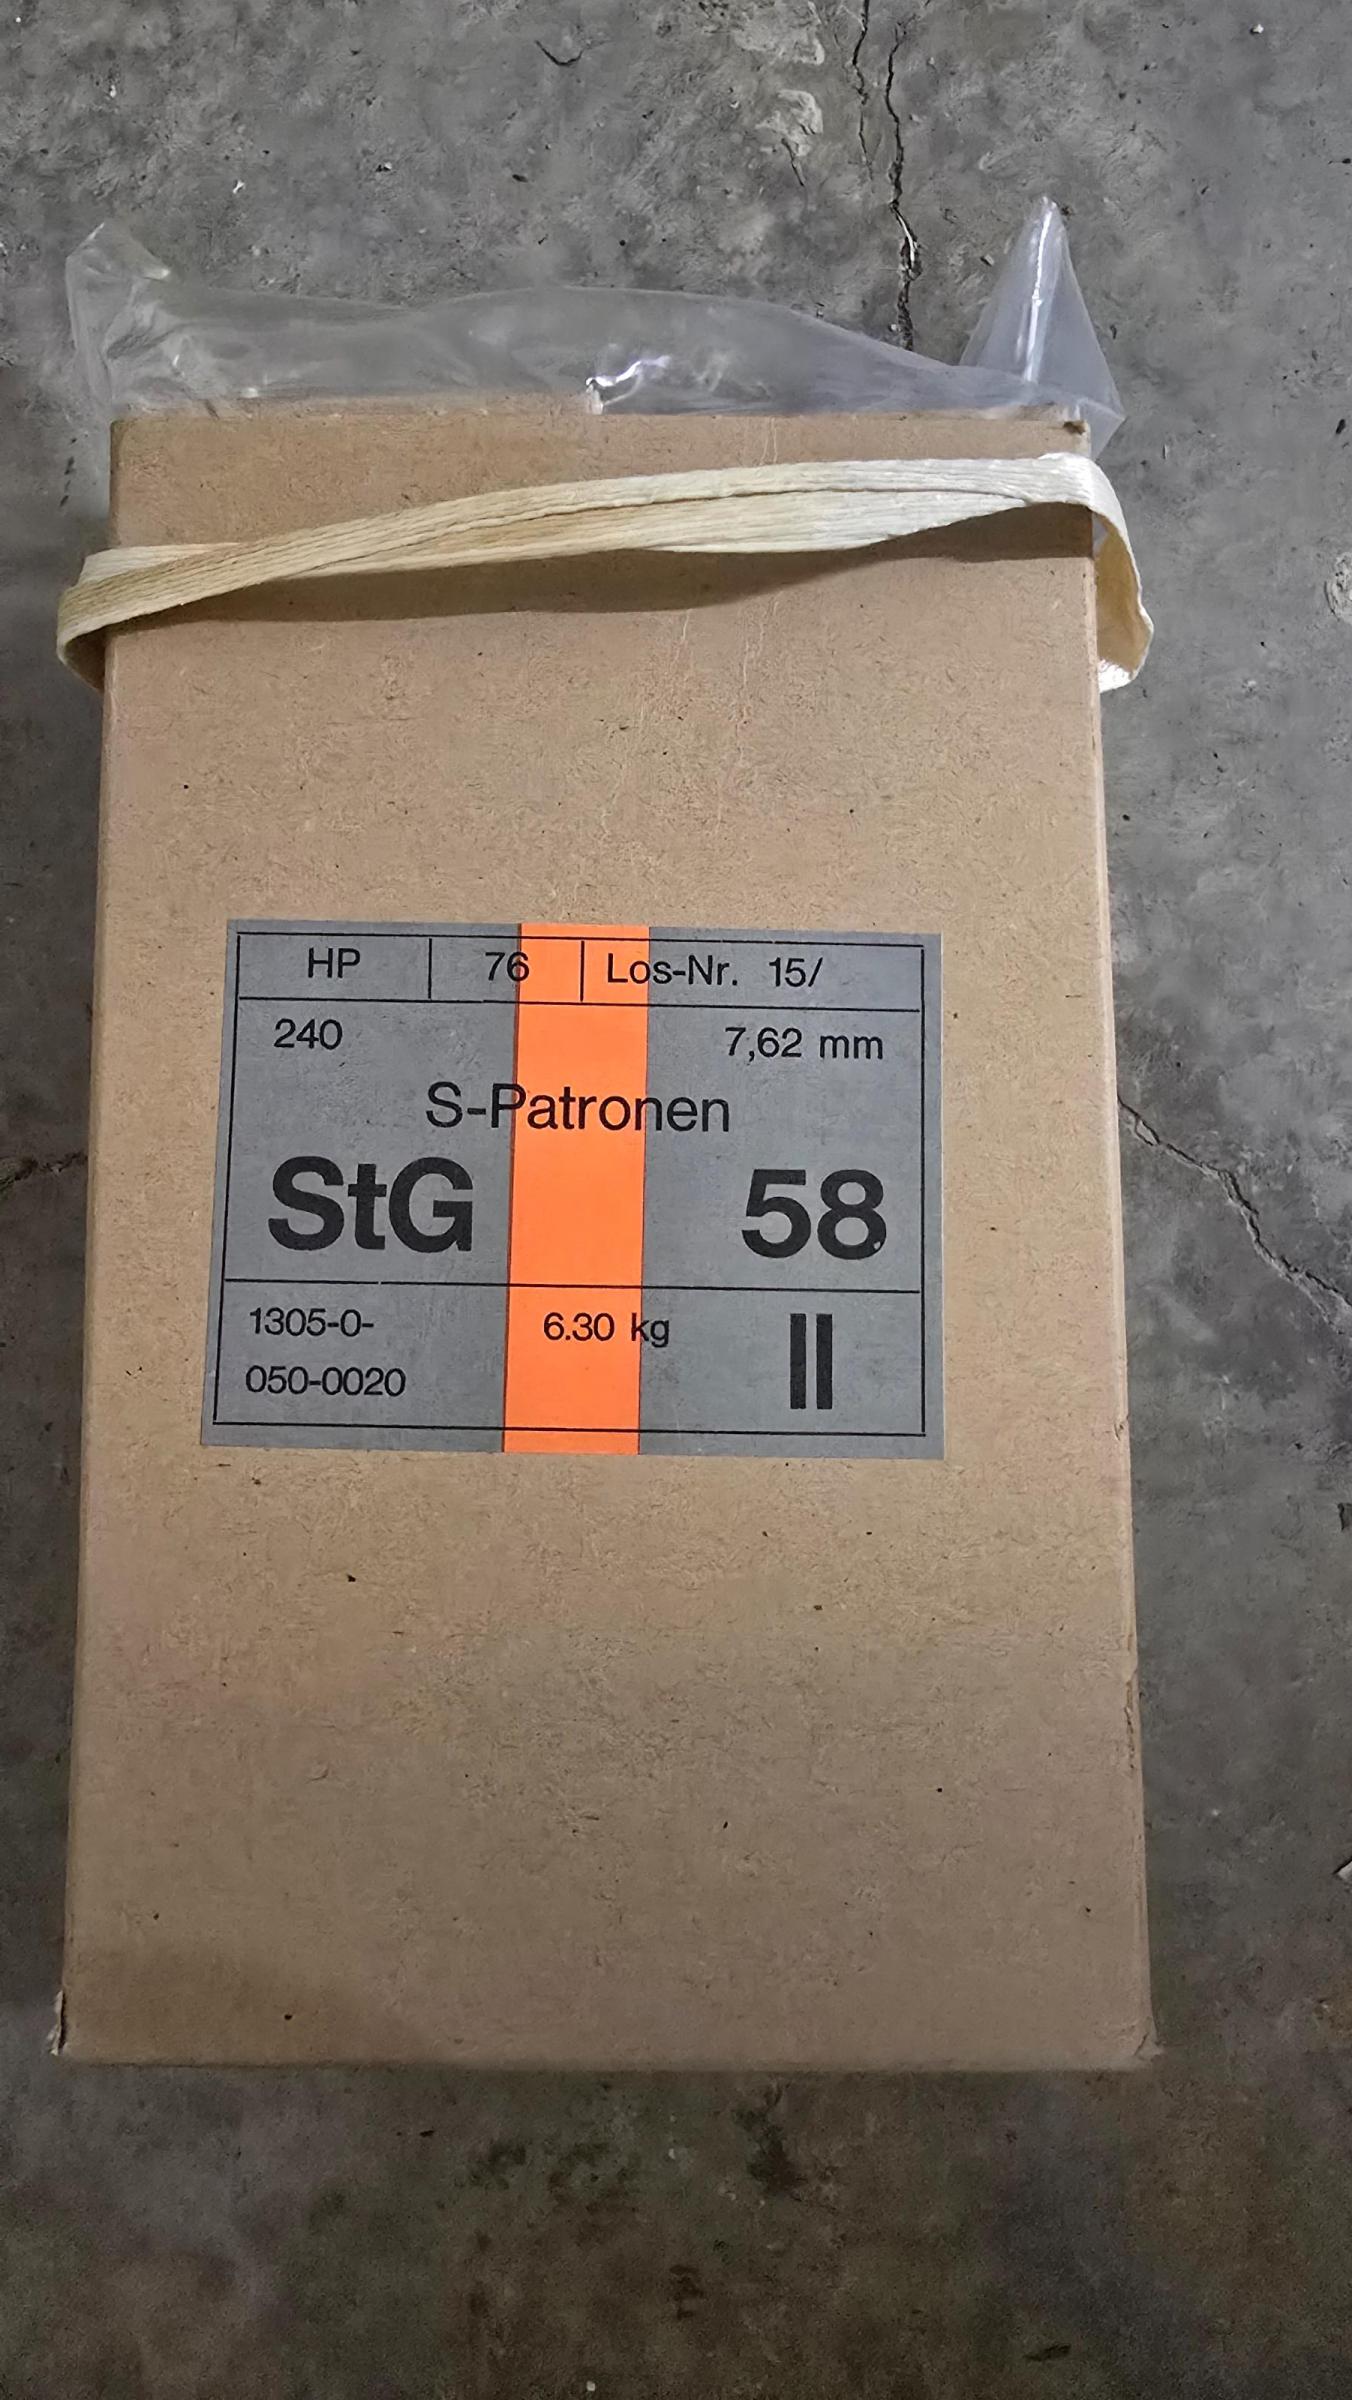 HP 76 Los-Nr. 15/
240 7,62 mm
S-Patronen
StG 58
1305-0- 6.30 kg II
050-0020